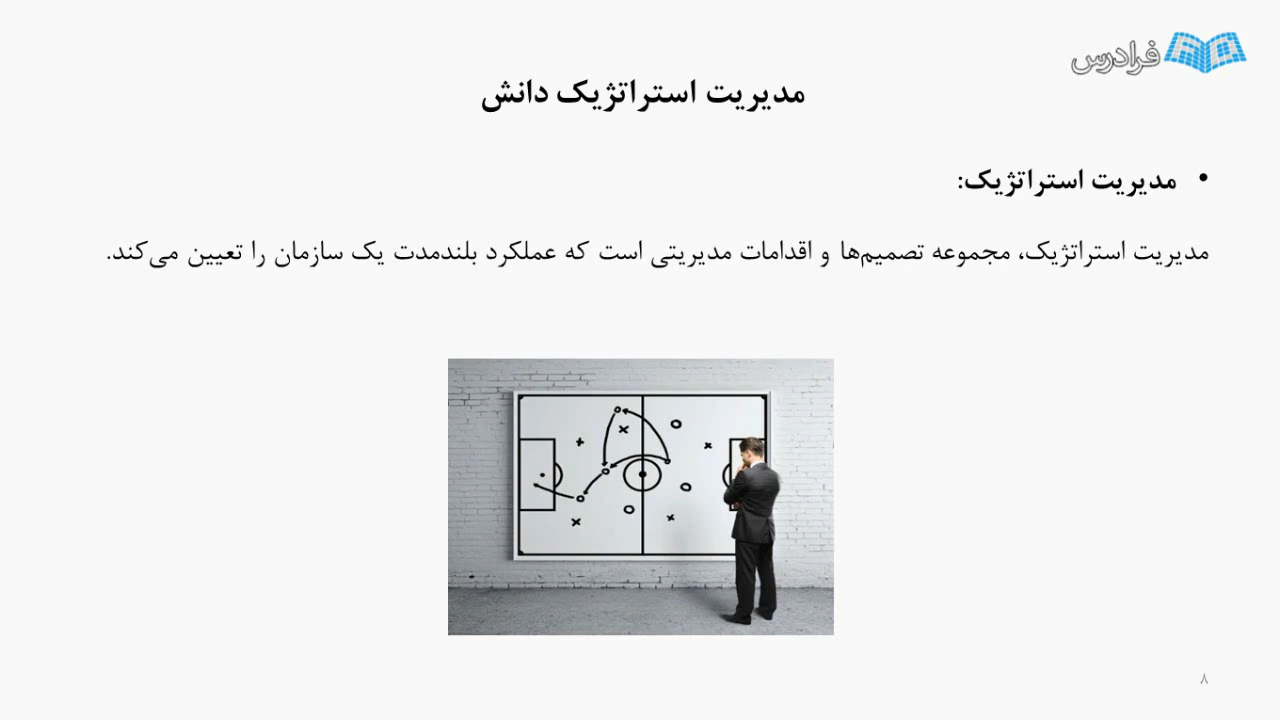 فرادرس
مدیریت استراتژیک دانش
• مدیریت استراتژیک:
مدیریت استراتژیک، مجموعه تصمیم‌ها و اقدامات مدیریتی است که عملکرد بلندمدت یک سازمان را تعیین می‌کند.
۸